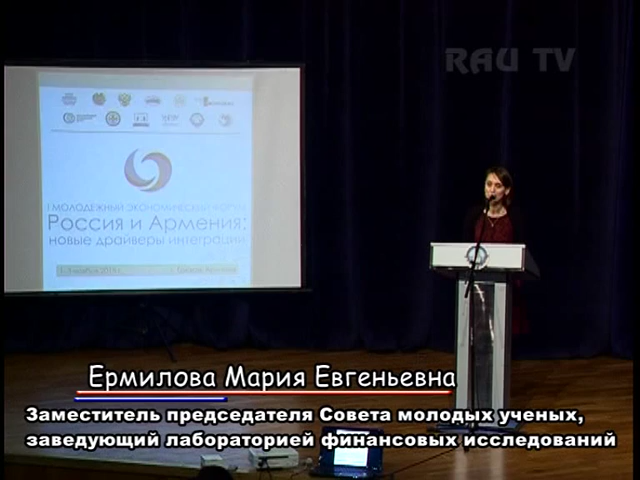 RAU TV
I МОЛОДЕЖНЫЙ ЭКОНОМИЧЕСКИЙ ФОРУМ
Россия и Армения:
новые драйверы интеграции
Ермилова Мария Евгеньевна
Заместитель председателя Совета молодых ученых,
заведующий лабораторией финансовых исследований